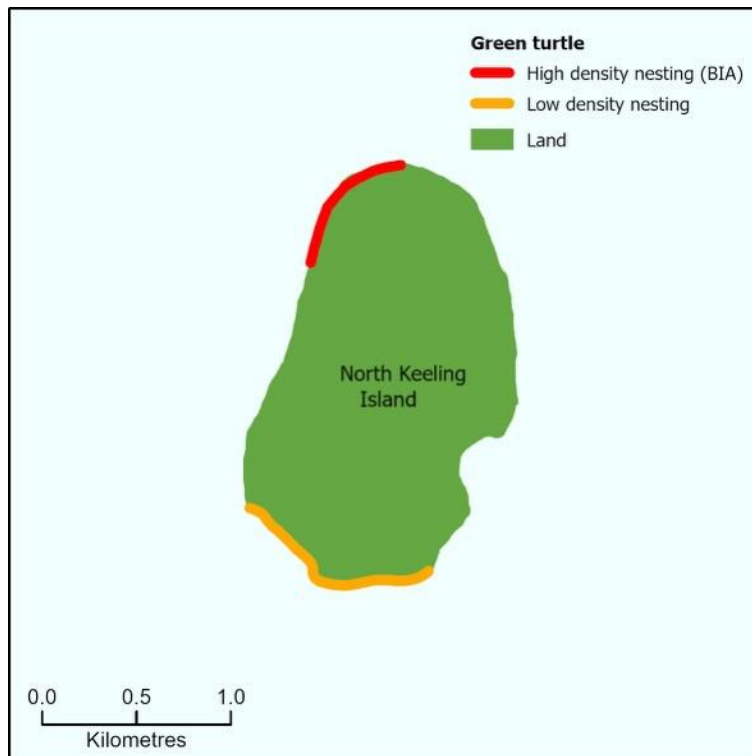 Green turtle
High density nesting (BIA)
Low density nesting
Land
North Keeling
Island
0.0 0.5 1.0
Kilometres